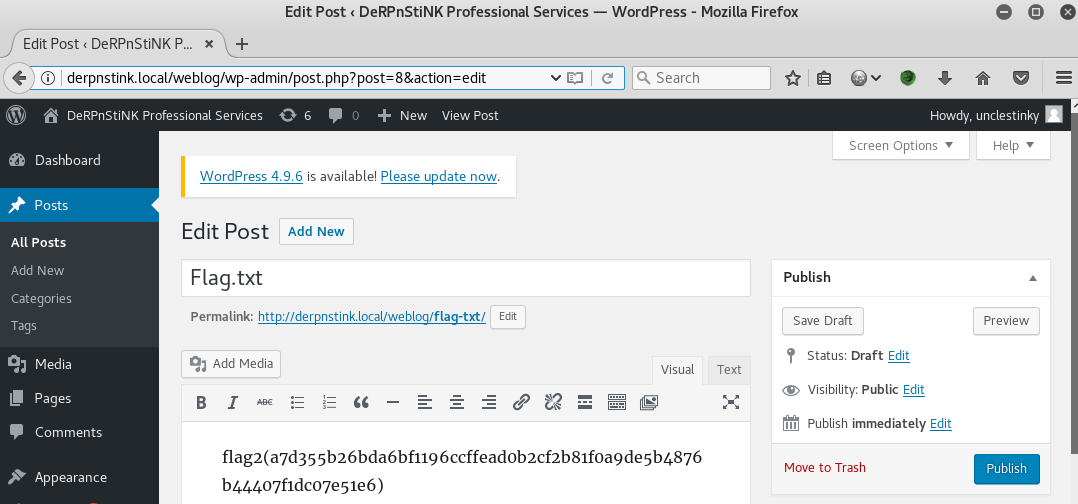 Edit Post ‹ DeRPnStiNK Professional Services — WordPress - Mozilla Firefox
Edit Post ‹ DeRPnStiNK P…
derpnstink.local/weblog/wp-admin/post.php?post=8&action=edit
Search
DeRPnStiNK Professional Services 6 0 New View Post Howdy, unclestinky
Dashboard
Posts
All Posts
Add New
Categories
Tags
Media
Pages
Comments
Appearance
Screen Options Help
WordPress 4.9.6 is available! Please update now.
Edit Post Add New
Flag.txt
Permalink: http://derpnstink.local/weblog/flag-txt/ Edit
Add Media
Visual Text
B I ABC
flag2(a7d355b26bda6bf1196ccffead0b2cf2b81f0a9de5b4876
b44407f1dc07e51e6)
Publish
Save Draft Preview
Status: Draft Edit
Visibility: Public Edit
Publish immediately Edit
Move to Trash Publish